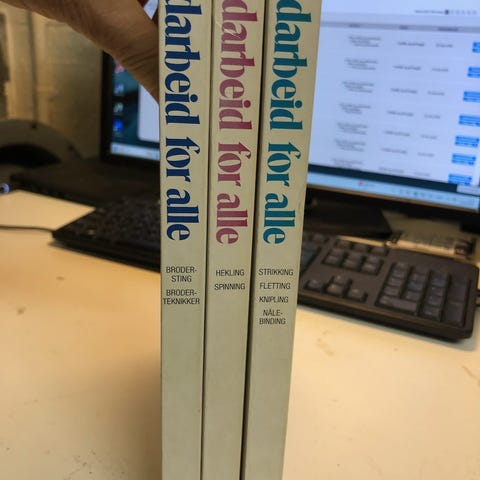 darbeid for alle
BRODER-
STING
BRODER-
TEKNIKKER
darbeid for alle
HEKLING
SPINNING
darbeid for alle
STRIKKING
FLETTING
KNIPLING
NÅLE-
BINDING